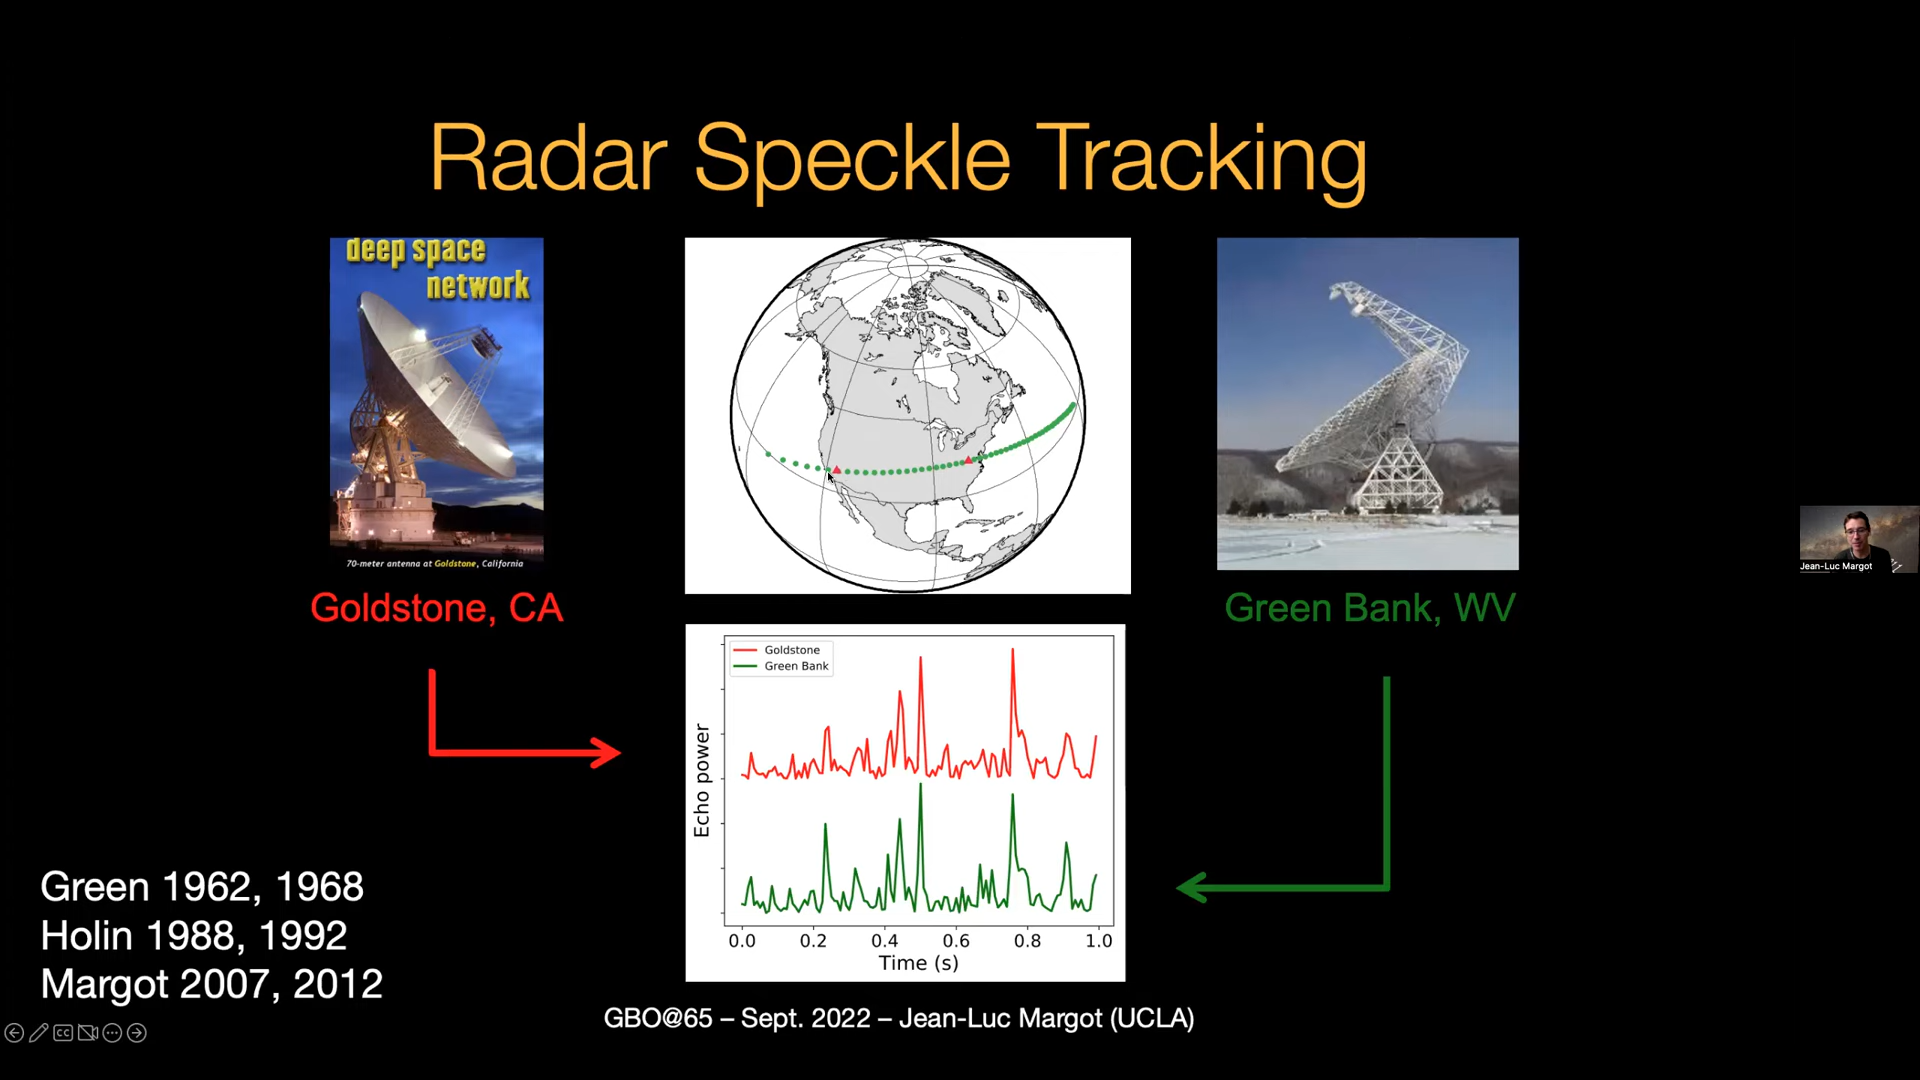 Radar Speckle Tracking
deep space
network
70-meter antenna at Goldstone, California
Goldstone, CA
Green Bank, WV
Jean-Luc Margot
Goldstone
Green Bank
Echo power
0.0 0.2 0.4 0.6 0.8 1.0
Time (s)
Green 1962, 1968
Holin 1988, 1992
Margot 2007, 2012
GBO@65 – Sept. 2022 – Jean-Luc Margot (UCLA)
CC